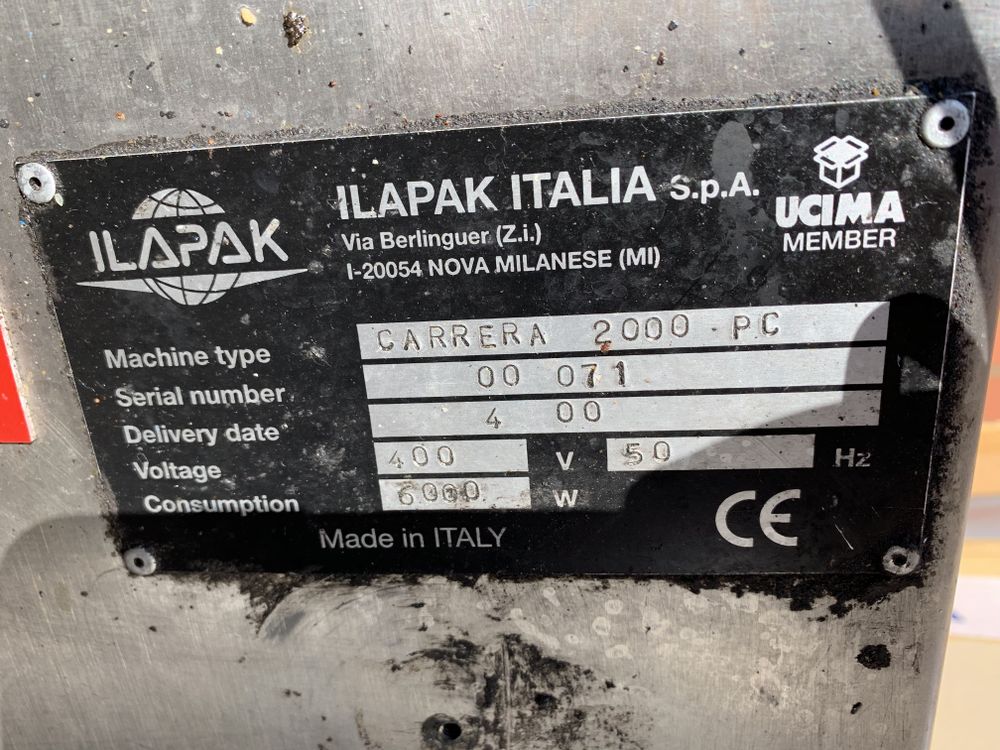 ILAPAK
ILAPAK ITALIA S.p.A.
Via Berlinguer (Z.i.)
I-20054 NOVA MILANESE (MI)
UCIMA
MEMBER
Machine type CARRERA 2000 PC
Serial number 00 071
Delivery date 4 00
Voltage 400 V 50 Hz
Consumption 6000 W
Made in ITALY
CE